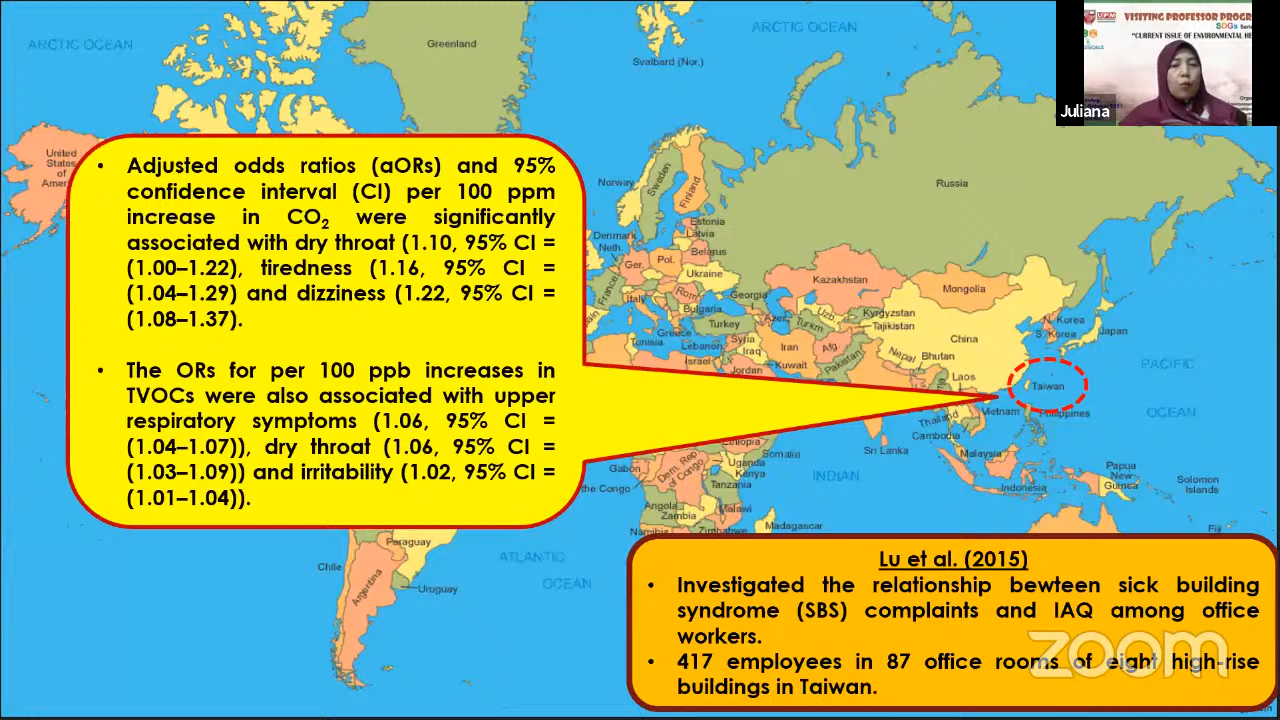 VISITING PROFESSOR PROGR
SDGs Serie
"CURRENT ISSUE OF ENVIRONMENTAL HE
Juliana
ARCTIC OCEAN
Greenland
ARCTIC OCEAN
Svalbard (Nor.)
United
States
of
Amer
Norway
Sweden
Finland
Russia
Estonia
Latvia
Denmark
Neth.
Belarus
Ger.
Pol.
Ukraine
France
Kazakhstan
Mongolia
Italy
Rom.
Bulgaria
Georgia
Azer.
Uzb.
Turkm.
Kyrgyzstan
Tajikistan
Greece
Turkey
Tunisia
Lebanon
Israel
Syria
Iraq
Jordan
Iran
Kuwait
Afg.
Pakistan
Nepal
Bhutan
China
N. Korea
S. Korea
Japan
PACIFIC
OCEAN
Laos
Taiwan
Vietnam
Philippines
Thailand
Cambodia
Sri Lanka
Malaysia
Indonesia
Papua
New
Guinea
Solomon
Islands
Fiji
INDIAN
Ethiopia
Somalia
Uganda
Kenya
Gabon
Dem. Rep
of Congo
the Congo
Tanzania
Angola
Zambia
Malawi
Namibia
Zimbabwe
Madagascar
ATLANTIC
OCEAN
Paraguay
Chile
Argentina
Uruguay
• Adjusted odds ratios (aORs) and 95%
confidence interval (CI) per 100 ppm
increase in CO₂ were significantly
associated with dry throat (1.10, 95% CI =
(1.00–1.22), tiredness (1.16, 95% CI =
(1.04–1.29) and dizziness (1.22, 95% CI =
(1.08–1.37).
• The ORs for per 100 ppb increases in
TVOCs were also associated with upper
respiratory symptoms (1.06, 95% CI =
(1.04–1.07)), dry throat (1.06, 95% CI =
(1.03–1.09)) and irritability (1.02, 95% CI =
(1.01–1.04)).
Lu et al. (2015)
• Investigated the relationship bewteen sick building
syndrome (SBS) complaints and IAQ among office
workers.
• 417 employees in 87 office rooms of eight high-rise
buildings in Taiwan.
zoom